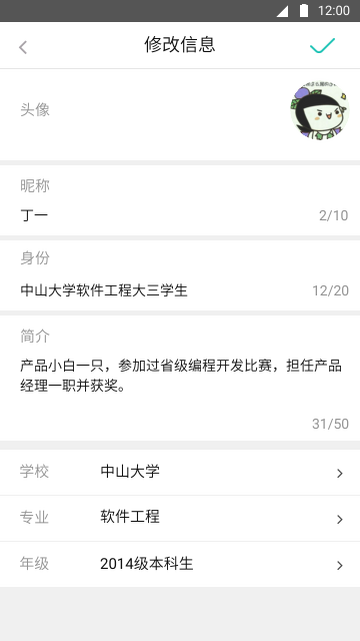 12:00
修改信息
头像
昵称
丁一
2/10
身份
中山大学软件工程大三学生
12/20
简介
产品小白一只，参加过省级编程开发比赛，担任产品
经理一职并获奖。
31/50
学校
中山大学
专业
软件工程
年级
2014级本科生